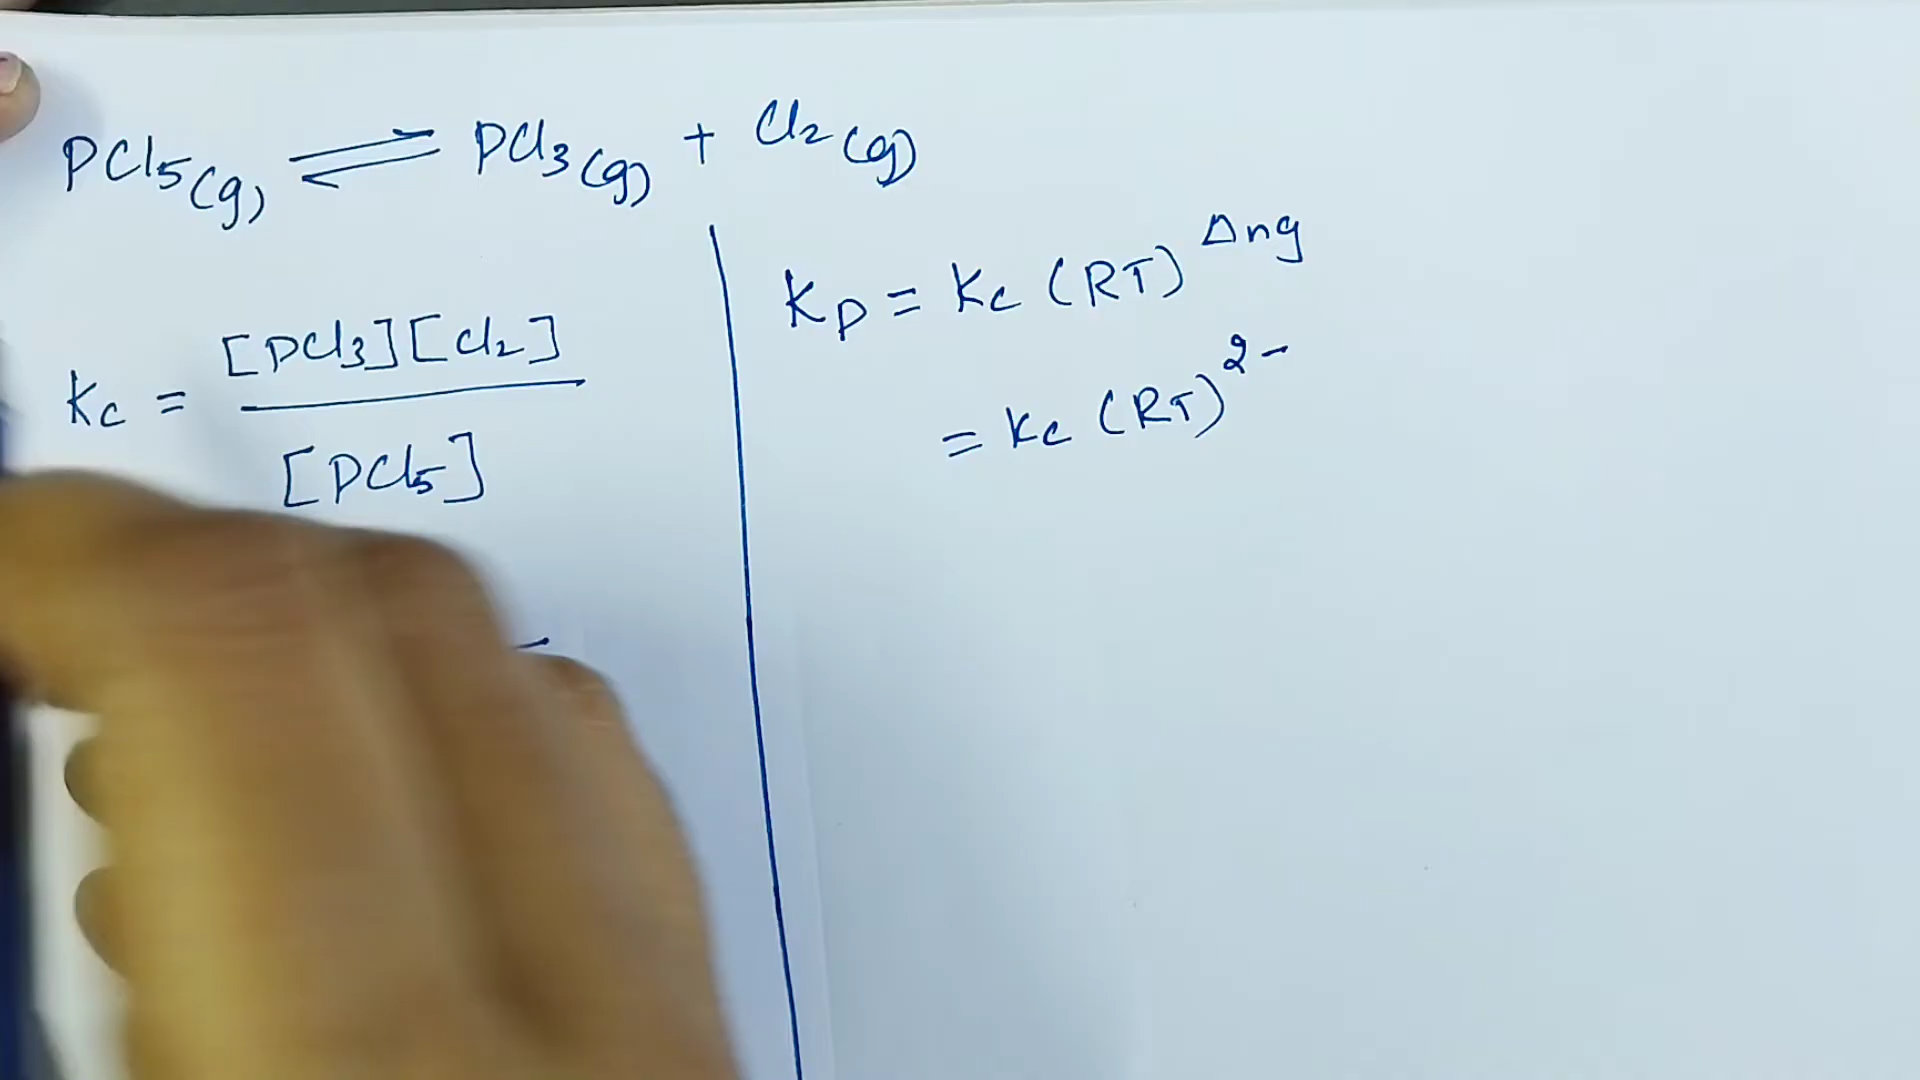 PCl5(g) ⇌ PCl3(g) + Cl2(g)
Kc = [PCl3][Cl2]
[PCl5]
Kp = Kc (RT)^Δng
= Kc (RT)^2-